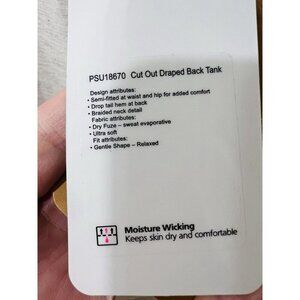 PSU18670 Cut Out Draped Back Tank
Design attributes:
• Semi-fitted at waist and hip for added comfort
• Drop tail hem at back
• Braided neck detail
Fabric attributes:
• Dry Fuze – sweat evaporative
• Ultra soft
Fit attributes:
• Gentle Shape – Relaxed
Moisture Wicking
Keeps skin dry and comfortable